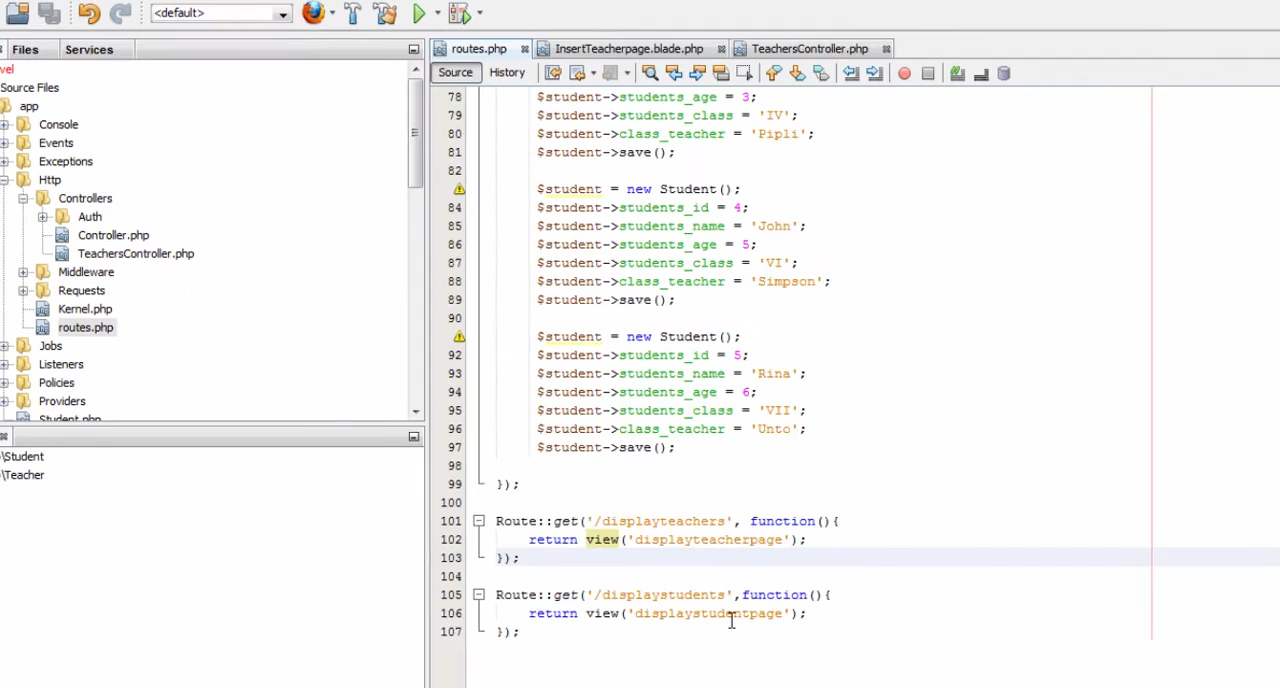 <default>
Files Services
vel
Source Files
app
Console
Events
Exceptions
Http
Controllers
Auth
Controller.php
TeachersController.php
Middleware
Requests
Kernel.php
routes.php
Jobs
Listeners
Policies
Providers
Student.php
\Student
\Teacher
routes.php InsertTeacherpage.blade.php TeachersController.php
Source History
78 $student->students_age = 3;
79 $student->students_class = 'IV';
80 $student->class_teacher = 'Pipli';
81 $student->save();
82
$student = new Student();
84 $student->students_id = 4;
85 $student->students_name = 'John';
86 $student->students_age = 5;
87 $student->students_class = 'VI';
88 $student->class_teacher = 'Simpson';
89 $student->save();
90
$student = new Student();
92 $student->students_id = 5;
93 $student->students_name = 'Rina';
94 $student->students_age = 6;
95 $student->students_class = 'VII';
96 $student->class_teacher = 'Unto';
97 $student->save();
98
99 });
100
101 Route::get('/displayteachers', function(){
102 return view('displayteacherpage');
103 });
104
105 Route::get('/displaystudents',function(){
106 return view('displaystudentpage');
107 });